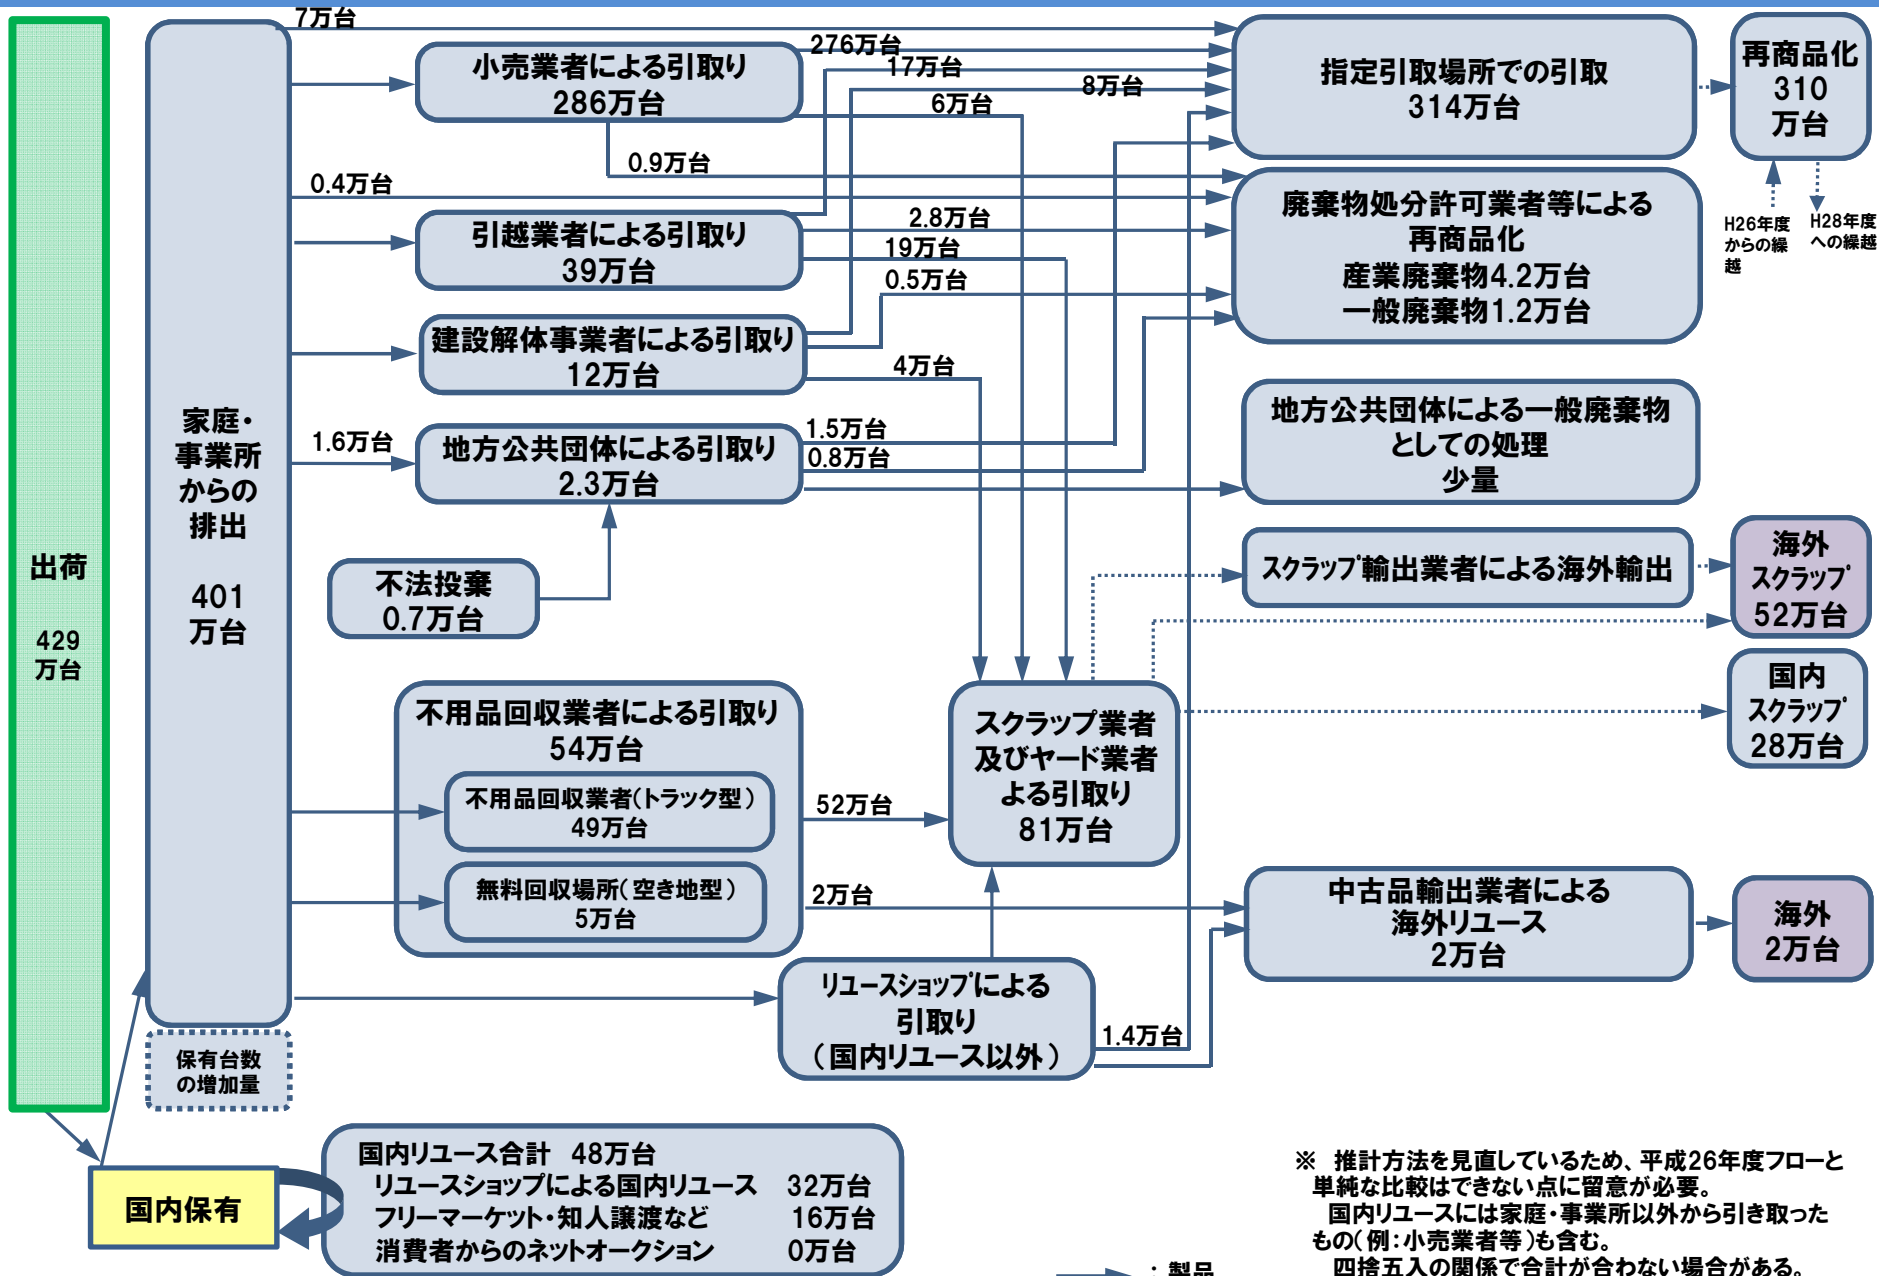 出荷
429
万台
家庭・
事業所
からの
排出
401
万台
保有台数
の増加量
国内保有
7万台
小売業者による引取り
286万台
276万台
17万台
8万台
6万台
0.9万台
0.4万台
引越業者による引取り
39万台
2.8万台
19万台
0.5万台
建設解体事業者による引取り
12万台
4万台
1.6万台
地方公共団体による引取り
2.3万台
1.5万台
0.8万台
不法投棄
0.7万台
不用品回収業者による引取り
54万台
不用品回収業者(トラック型)
49万台
無料回収場所(空き地型)
5万台
52万台
2万台
スクラップ業者
及びヤード業者
よる引取り
81万台
リユースショップによる
引取り
(国内リユース以外)
1.4万台
指定引取場所での引取
314万台
再商品化
310
万台
H26年度
からの繰
越
H28年度
への繰越
廃棄物処分許可業者等による
再商品化
産業廃棄物4.2万台
一般廃棄物1.2万台
地方公共団体による一般廃棄物
としての処理
少量
スクラップ輸出業者による海外輸出
海外
スクラップ
52万台
国内
スクラップ
28万台
中古品輸出業者による
海外リユース
2万台
海外
2万台
国内リユース合計 48万台
リユースショップによる国内リユース 32万台
フリーマーケット・知人譲渡など 16万台
消費者からのネットオークション 0万台
※ 推計方法を見直しているため、平成26年度フローと
単純な比較はできない点に留意が必要。
国内リユースには家庭・事業所以外から引き取った
もの(例:小売業者等)も含む。
四捨五入の関係で合計が合わない場合がある。
:製品